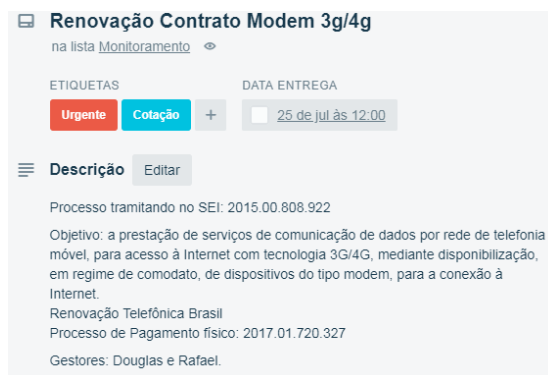 Renovação Contrato Modem 3g/4g
na lista Monitoramento
ETIQUETAS
DATA ENTREGA
Urgente
Cotação
+
25 de jul às 12:00
Descrição
Editar
Processo tramitando no SEI: 2015.00.808.922
Objetivo: a prestação de serviços de comunicação de dados por rede de telefonia
móvel, para acesso à Internet com tecnologia 3G/4G, mediante disponibilização,
em regime de comodato, de dispositivos do tipo modem, para a conexão à
Internet.
Renovação Telefônica Brasil
Processo de Pagamento físico: 2017.01.720.327
Gestores: Douglas e Rafael.